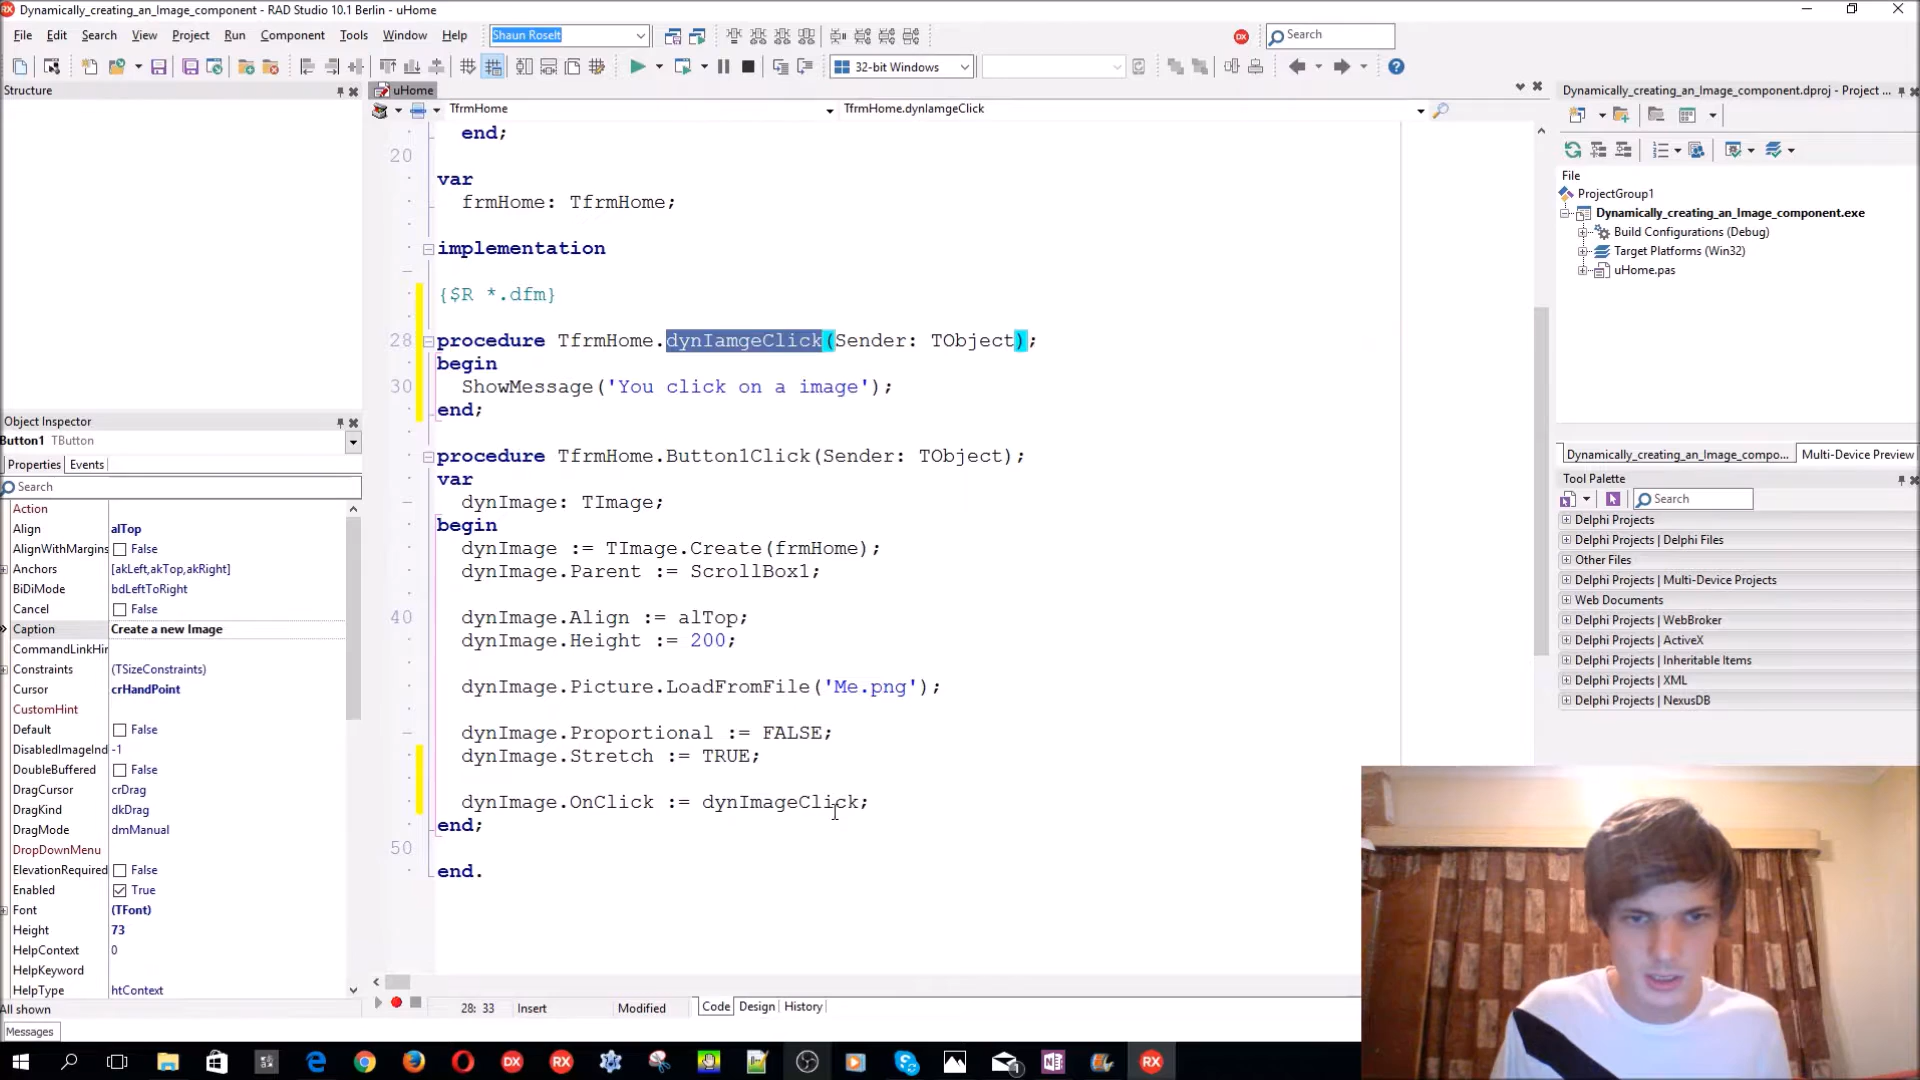 Dynamically_creating_an_Image_component - RAD Studio 10.1 Berlin - uHome
File Edit Search View Project Run Component Tools Window Help Shaun Roselt Search
32-bit Windows
Structure
uHome
Dynamically_creating_an_Image_component.dproj - Project ...
TfrmHome
TfrmHome.dynIamgeClick
end;
20
var
frmHome: TfrmHome;
implementation
{$R *.dfm}
28 procedure TfrmHome.dynIamgeClick(Sender: TObject);
begin
30 ShowMessage('You click on a image');
end;
procedure TfrmHome.Button1Click(Sender: TObject);
var
dynImage: TImage;
begin
dynImage := TImage.Create(frmHome);
dynImage.Parent := ScrollBox1;
40 dynImage.Align := alTop;
dynImage.Height := 200;
dynImage.Picture.LoadFromFile('Me.png');
dynImage.Proportional := FALSE;
dynImage.Stretch := TRUE;
dynImage.OnClick := dynImageClick;
end;
50
end.
28: 33 Insert Modified Code Design History
Object Inspector
Button1 TButton
Properties Events
Search
Action
Align alTop
AlignWithMargins False
Anchors [akLeft,akTop,akRight]
BiDiMode bdLeftToRight
Cancel False
Caption Create a new Image
CommandLinkHin
Constraints (TSizeConstraints)
Cursor crHandPoint
CustomHint
Default False
DisabledImageInd -1
DoubleBuffered False
DragCursor crDrag
DragKind dkDrag
DragMode dmManual
DropDownMenu
ElevationRequired False
Enabled True
Font (TFont)
Height 73
HelpContext 0
HelpKeyword
HelpType htContext
All shown
Messages
File
ProjectGroup1
Dynamically_creating_an_Image_component.exe
Build Configurations (Debug)
Target Platforms (Win32)
uHome.pas
Dynamically_creating_an_Image_compo... Multi-Device Preview
Tool Palette
Search
Delphi Projects
Delphi Projects | Delphi Files
Other Files
Delphi Projects | Multi-Device Projects
Web Documents
Delphi Projects | WebBroker
Delphi Projects | ActiveX
Delphi Projects | Inheritable Items
Delphi Projects | XML
Delphi Projects | NexusDB
DX RX RX